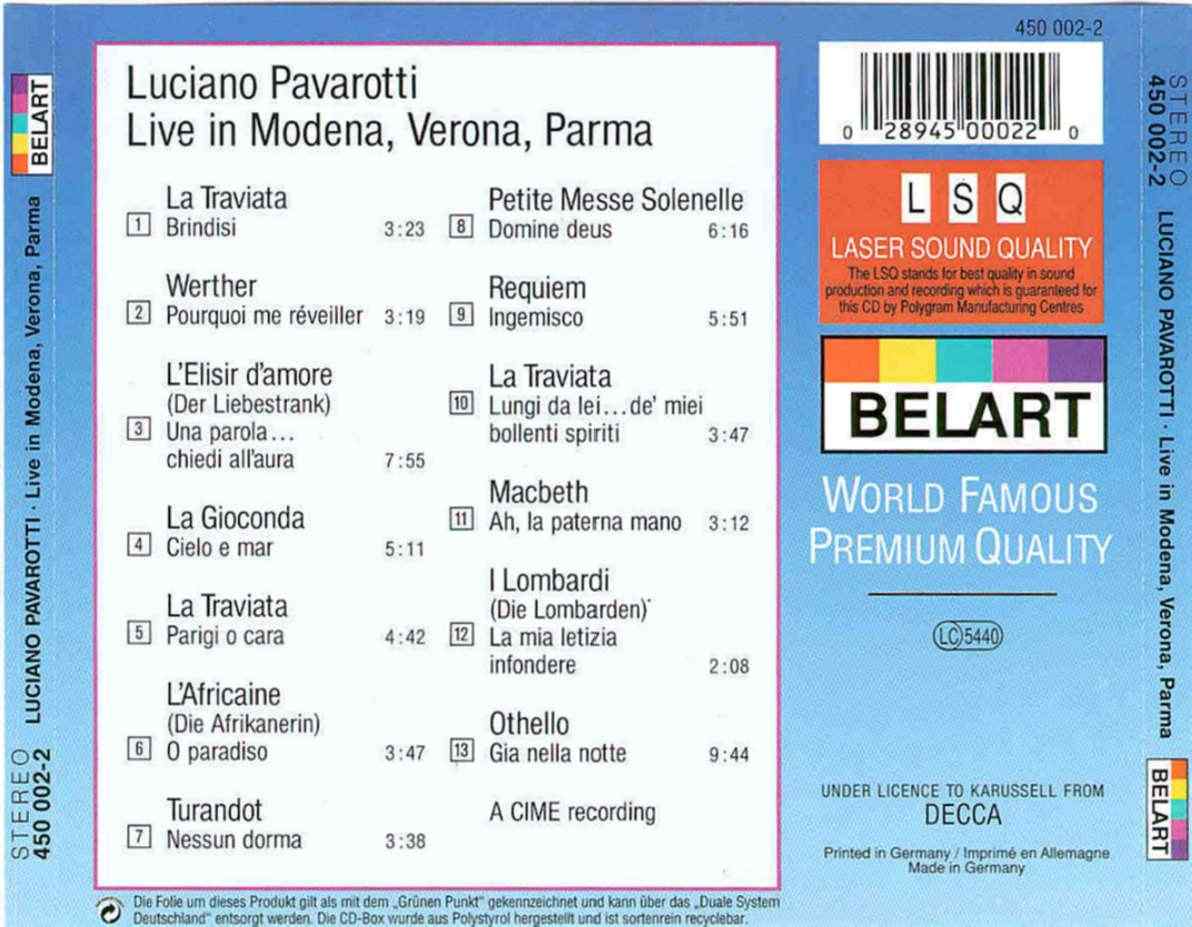 BELART
LUCIANO PAVAROTTI · Live in Modena, Verona, Parma
STEREO
450 002-2
Luciano Pavarotti
Live in Modena, Verona, Parma
La Traviata
1 Brindisi 3:23
Werther
2 Pourquoi me réveiller 3:19
L'Elisir d'amore
(Der Liebestrank)
3 Una parola...
chiedi all'aura 7:55
La Gioconda
4 Cielo e mar 5:11
La Traviata
5 Parigi o cara 4:42
L'Africaine
(Die Afrikanerin)
6 O paradiso 3:47
Turandot
7 Nessun dorma 3:38
Petite Messe Solenelle
8 Domine deus 6:16
Requiem
9 Ingemisco 5:51
La Traviata
10 Lungi da lei...de' miei
bollenti spiriti 3:47
Macbeth
11 Ah, la paterna mano 3:12
I Lombardi
(Die Lombarden)
12 La mia letizia
infondere 2:08
Othello
13 Gia nella notte 9:44
A CIME recording
Die Folie um dieses Produkt gilt als mit dem „Grünen Punkt" gekennzeichnet und kann über das „Duale System
Deutschland" entsorgt werden. Die CD-Box wurde aus Polystyrol hergestellt und ist sortenrein recyclebar.
450 002-2
0 28945 00022 0
L S Q
LASER SOUND QUALITY
The LSQ stands for best quality in sound
production and recording which is guaranteed for
this CD by Polygram Manufacturing Centres
BELART
WORLD FAMOUS
PREMIUM QUALITY
LC 5440
UNDER LICENCE TO KARUSSELL FROM
DECCA
Printed in Germany / Imprimé en Allemagne
Made in Germany
STEREO
450 002-2
LUCIANO PAVAROTTI · Live in Modena, Verona, Parma
BELART